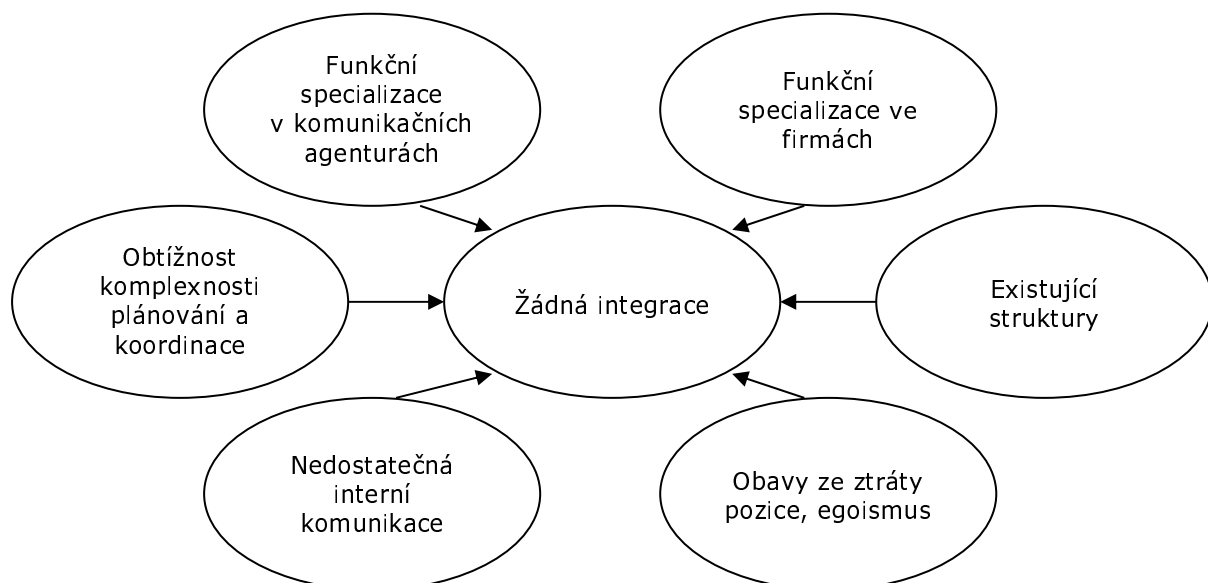 Funkční
specializace
v komunikačních
agenturách
Funkční
specializace ve
firmách
Obtížnost
komplexnosti
plánování a
koordinace
Žádná integrace
Existující
struktury
Nedostatečná
interní
komunikace
Obavy ze ztráty
pozice, egoismus